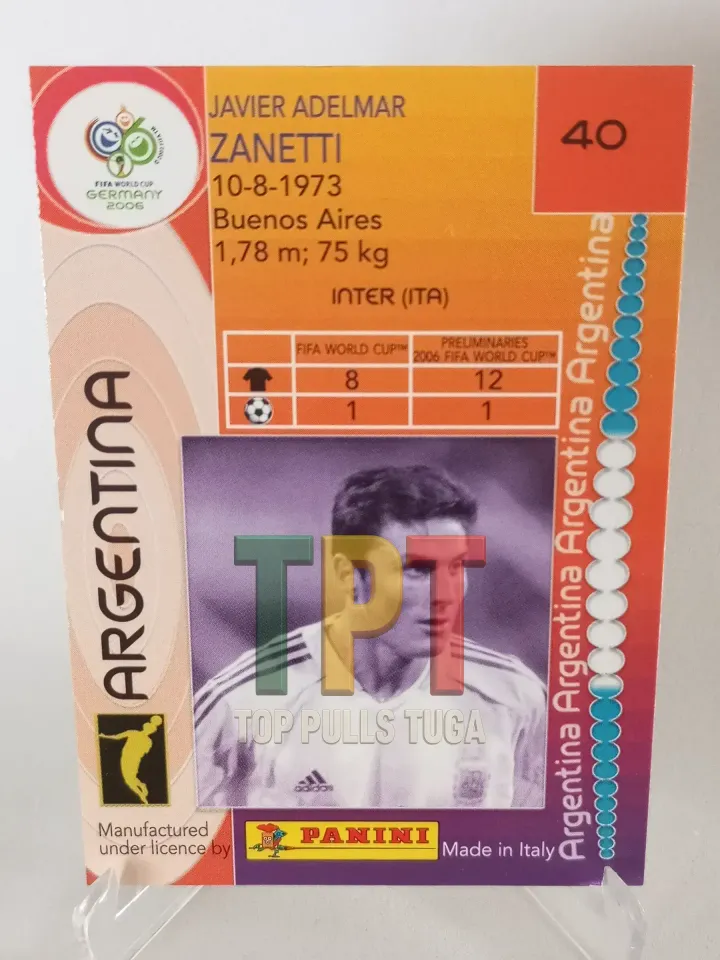 FIFA WORLD CUP
GERMANY
2006
JAVIER ADELMAR
ZANETTI
10-8-1973
Buenos Aires
1,78 m; 75 kg
INTER (ITA)
40
FIFA WORLD CUP™
PRELIMINARIES
2006 FIFA WORLD CUP™
8
12
1
1
ARGENTINA
Argentina Argentina Argentina Argentina
TPT
TOP PULLS TUGA
adidas
Manufactured
under licence by
PANINI
Made in Italy